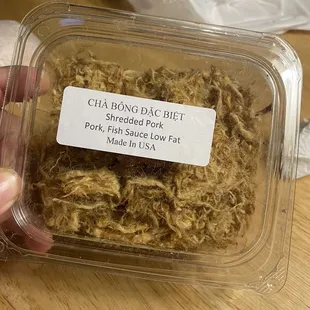 CHÀ BÔNG ĐẶC BIỆT
Shredded Pork
Pork, Fish Sauce Low Fat
Made In USA